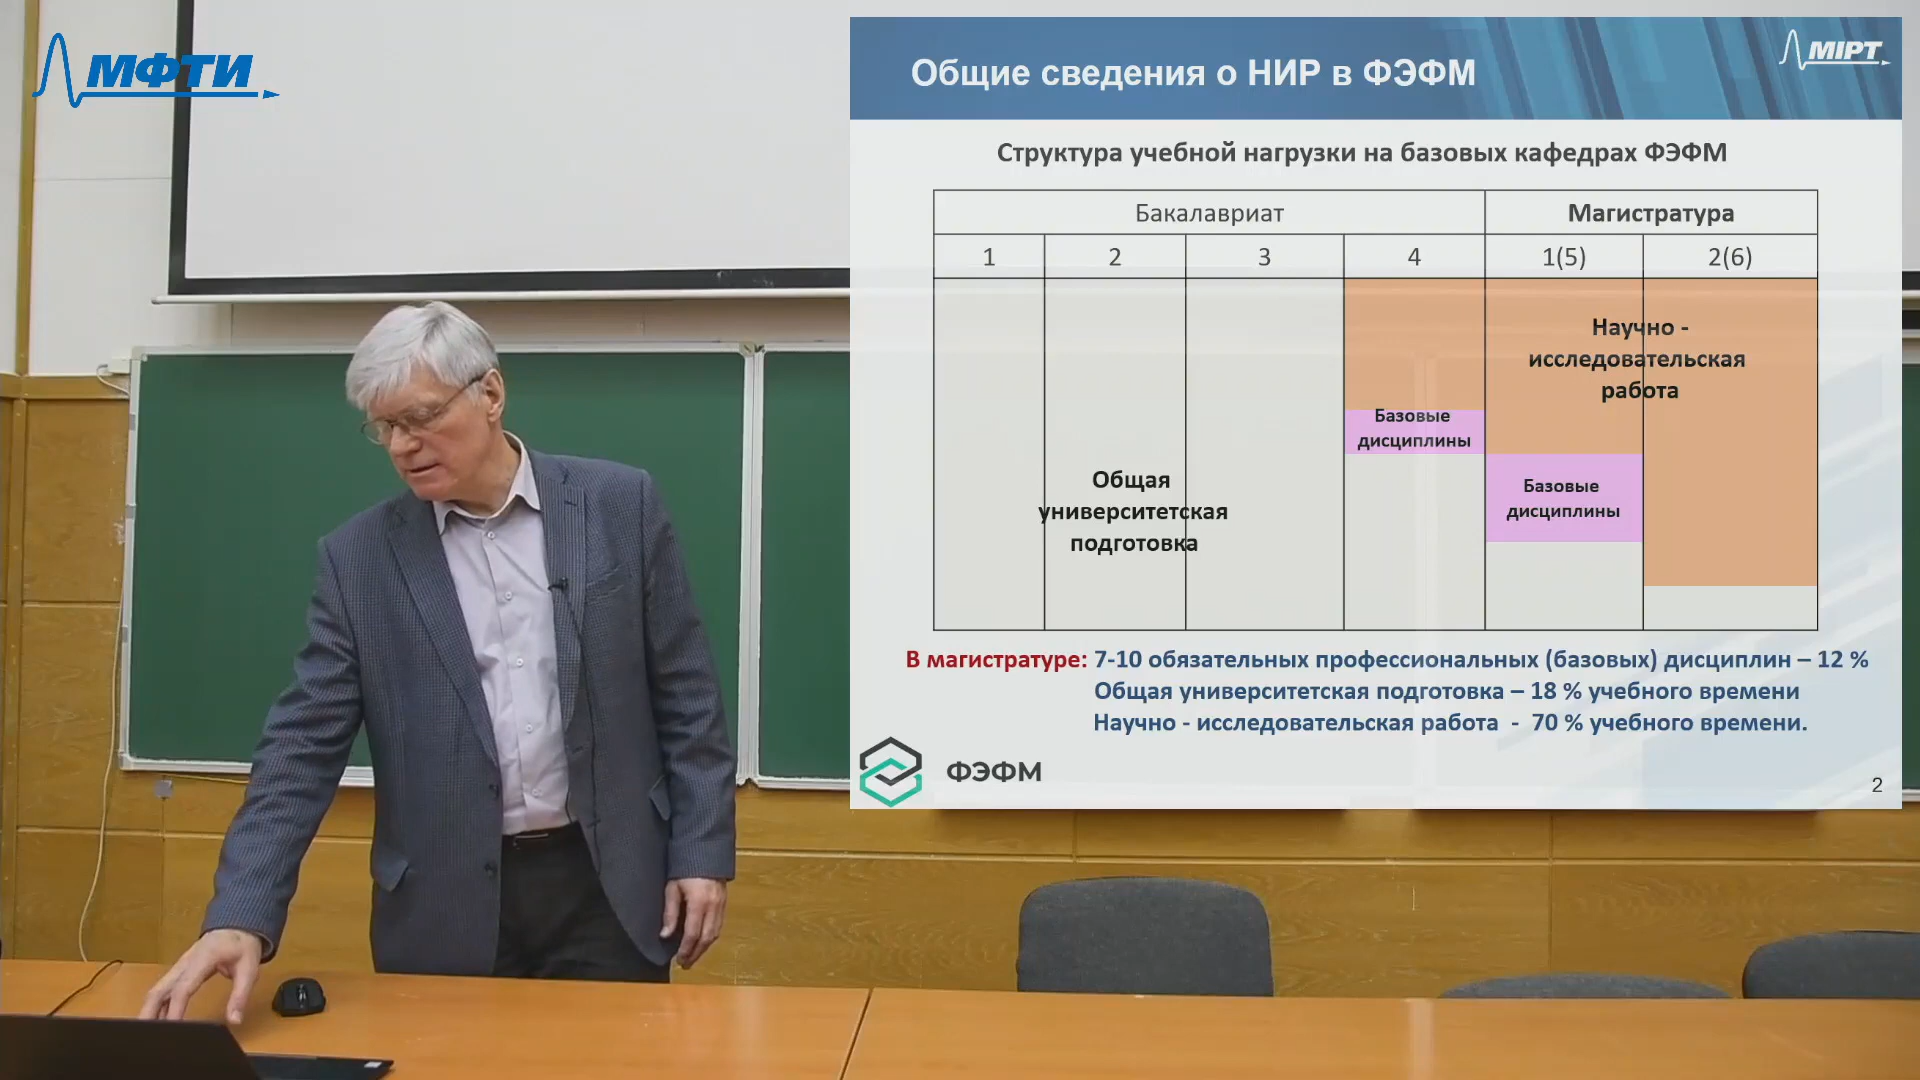 МФТИ
Общие сведения о НИР в ФЭФМ
MIPT
Структура учебной нагрузки на базовых кафедрах ФЭФМ
Бакалавриат
Магистратура
1
2
3
4
1(5)
2(6)
Научно -
исследовательская
работа
Базовые
дисциплины
Базовые
дисциплины
Общая
университетская
подготовка
В магистратуре: 7-10 обязательных профессиональных (базовых) дисциплин – 12 %
Общая университетская подготовка – 18 % учебного времени
Научно - исследовательская работа - 70 % учебного времени.
ФЭФМ
2